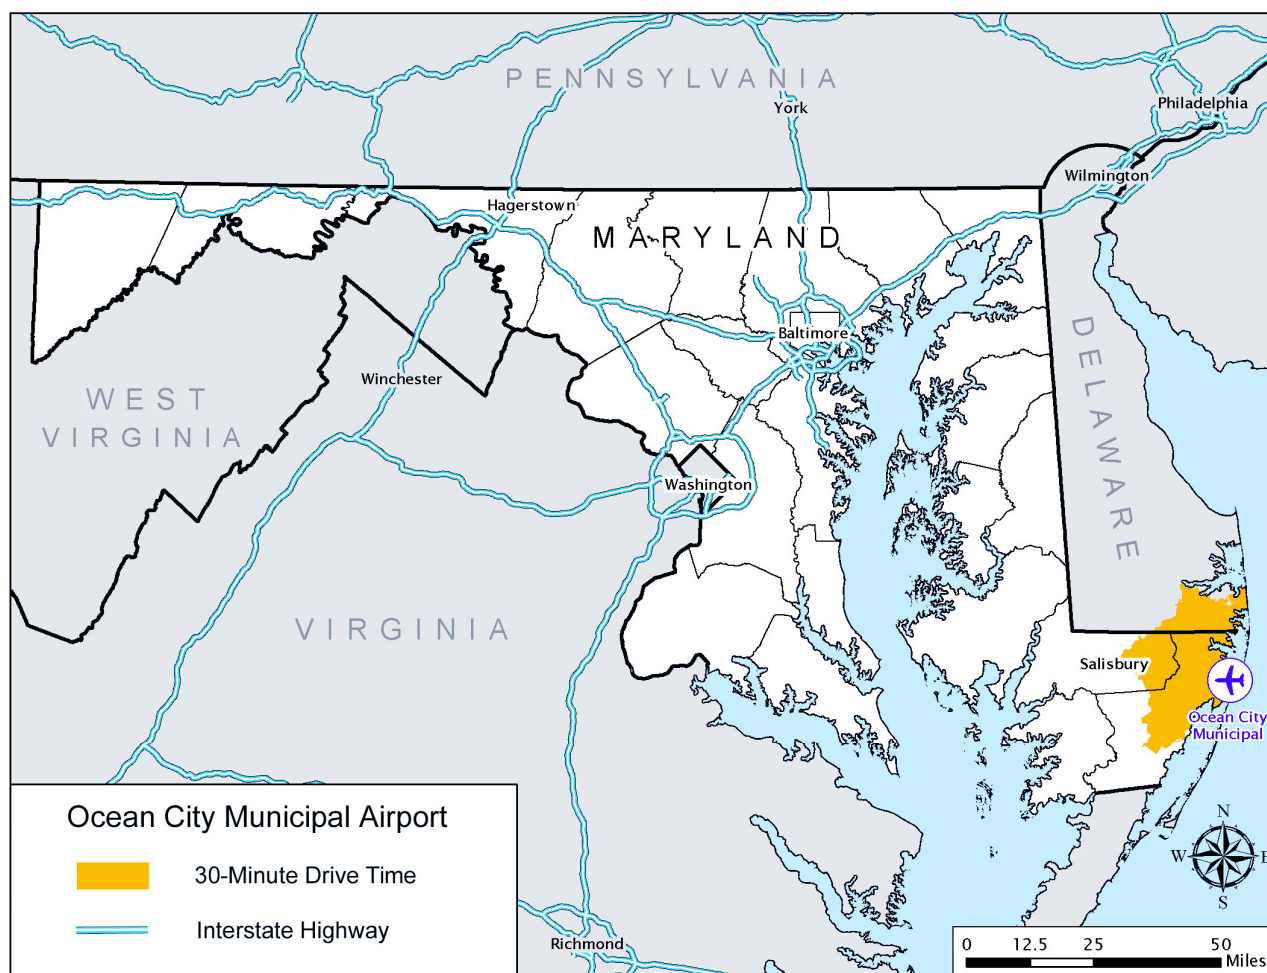 PENNSYLVANIA
York
Philadelphia
Wilmington
Hagerstown
MARYLAND
Baltimore
DELAWARE
Winchester
WEST
VIRGINIA
Washington
VIRGINIA
Salisbury
Ocean City
Municipal
Ocean City Municipal Airport
30-Minute Drive Time
Interstate Highway
Richmond
N
W
E
S
0 12.5 25 50
Miles